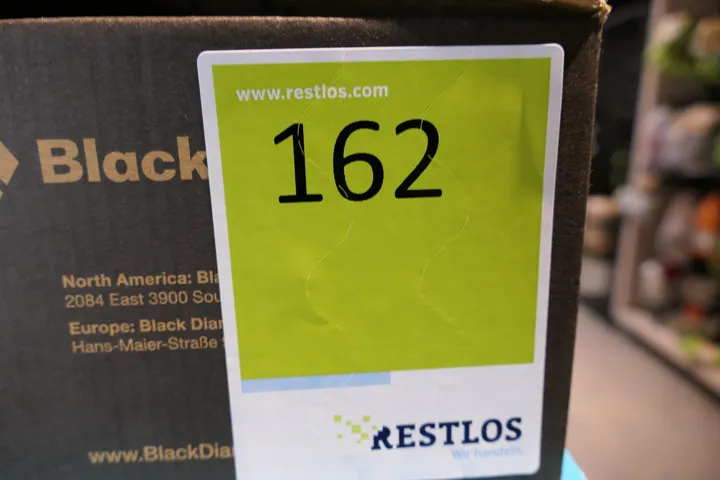 www.restlos.com
162
Black
North America: Bla
2084 East 3900 Sou
Europe: Black Diar
Hans-Maier-Straße
www.BlackDia
RESTLOS
Wir handeln.